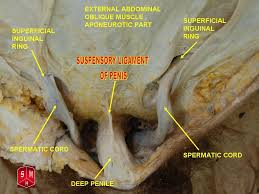 EXTERNAL ABDOMINAL
OBLIQUE MUSCLE ,
APONEUROTIC PART
SUPERFICIAL
INGUINAL
RING
SUPERFICIAL
INGUINAL
RING
SUSPENSORY LIGAMENT
OF PENIS
SPERMATIC CORD
SPERMATIC CORD
DEEP PENILE
S M
H